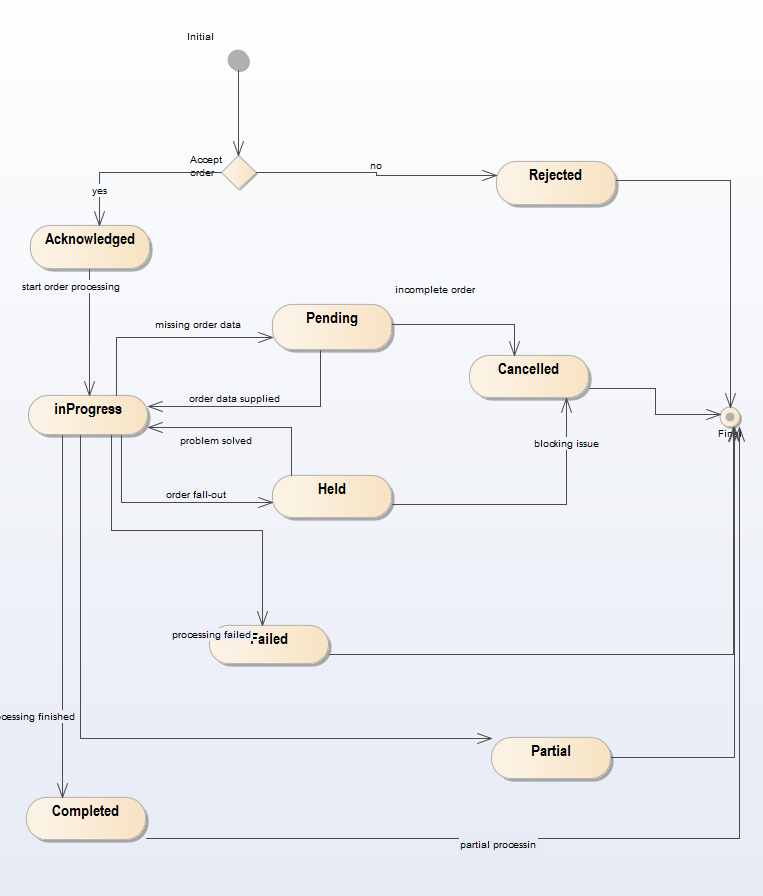 Initial
Accept
order
no
Rejected
yes
Acknowledged
start order processing
incomplete order
Pending
missing order data
Cancelled
order data supplied
inProgress
Final
problem solved
blocking issue
Held
order fall-out
processing failed
Failed
ocessing finished
Partial
Completed
partial processin